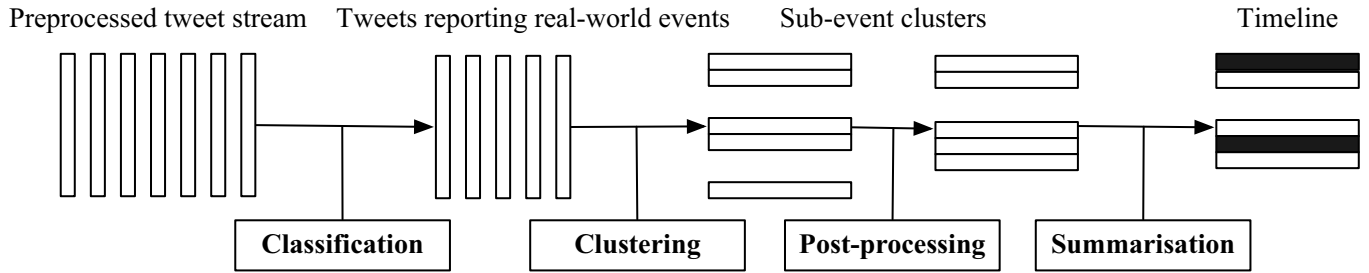 Preprocessed tweet stream
Tweets reporting real-world events
Sub-event clusters
Timeline
Classification
Clustering
Post-processing
Summarisation